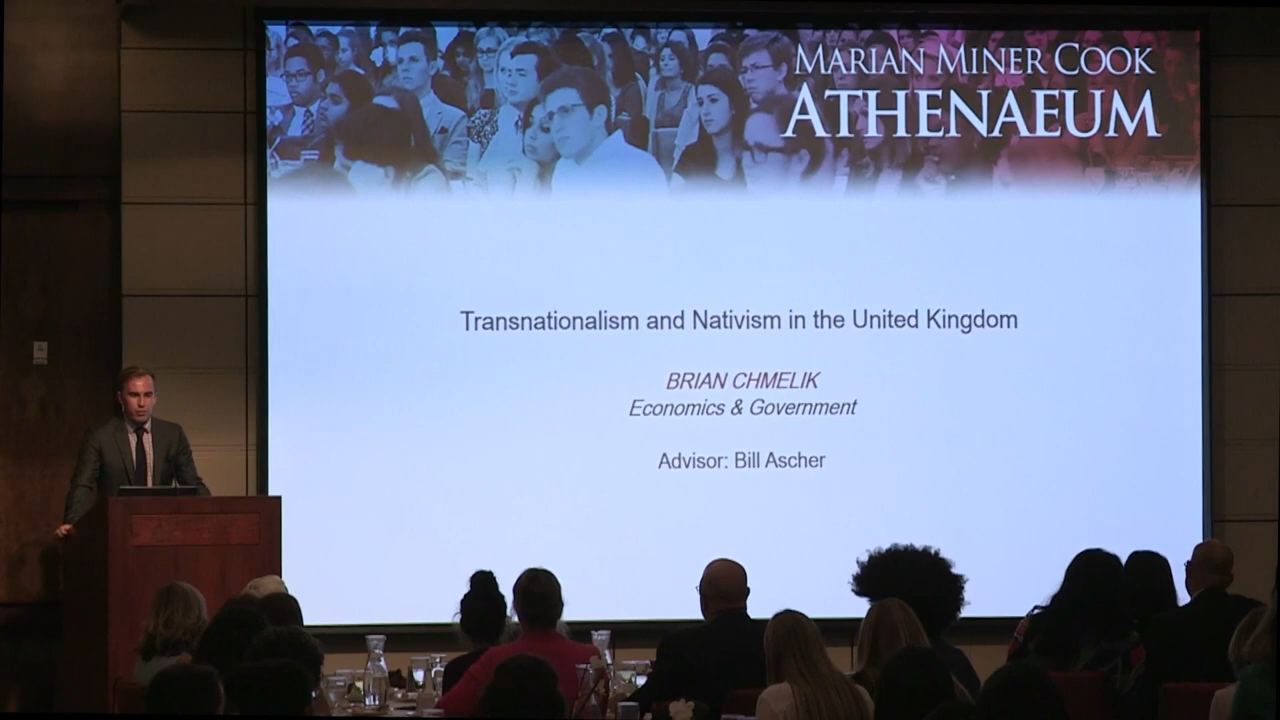 MARIAN MINER COOK
ATHENAEUM
Transnationalism and Nativism in the United Kingdom
BRIAN CHMELIK
Economics & Government
Advisor: Bill Ascher